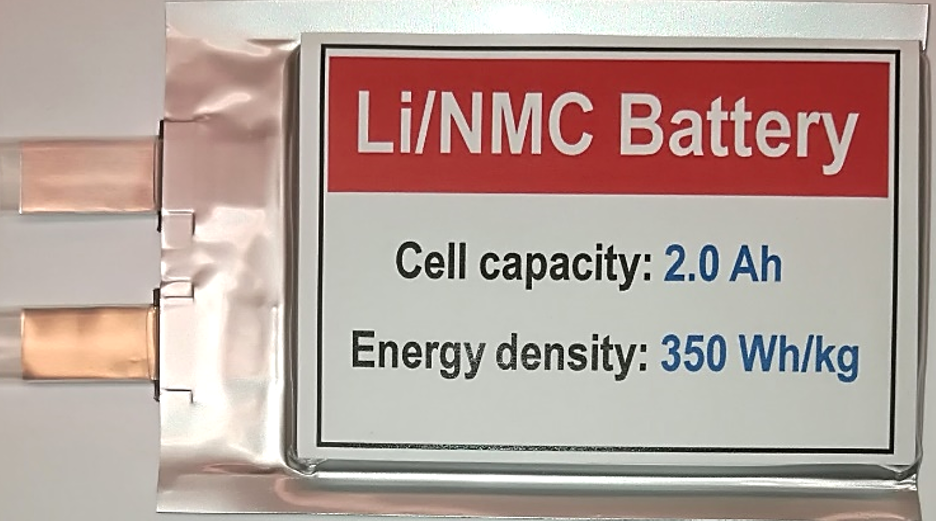 Li/NMC Battery
Cell capacity: 2.0 Ah
Energy density: 350 Wh/kg